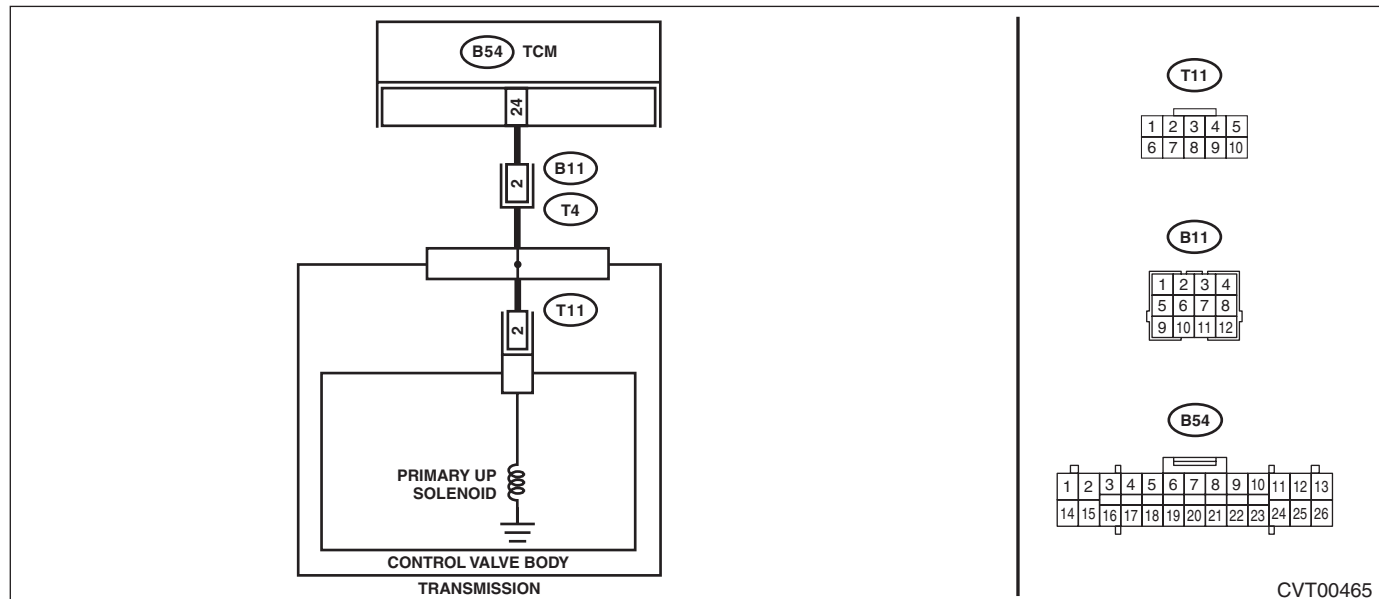 B54 TCM
24
2
B11
T4
T11
2
PRIMARY UP
SOLENOID
CONTROL VALVE BODY
TRANSMISSION
T11
1 2 3 4 5
6 7 8 9 10
B11
1 2 3 4
5 6 7 8
9 10 11 12
B54
1 2 3 4 5 6 7 8 9 10 11 12 13
14 15 16 17 18 19 20 21 22 23 24 25 26
CVT00465